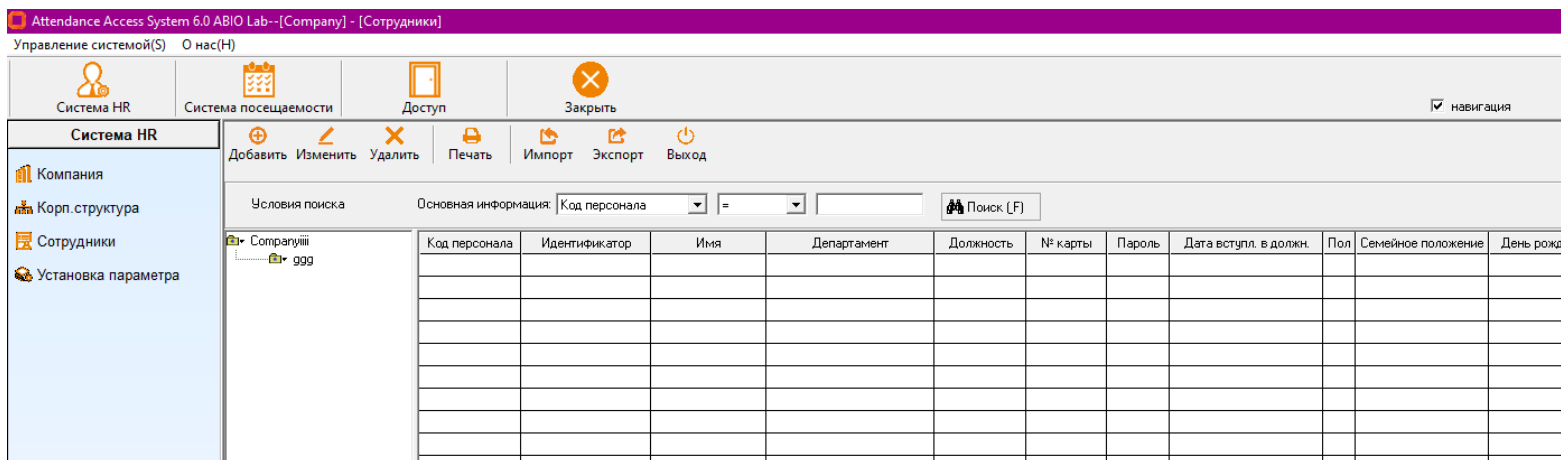 Attendance Access System 6.0 ABIO Lab--[Company] - [Сотрудники]
Управление системой(S) О нас(H)
Система HR Система посещаемости Доступ Закрыть
навигация
Система HR
Компания
Корп.структура
Сотрудники
Установка параметра
Добавить Изменить Удалить Печать Импорт Экспорт Выход
Условия поиска Основная информация: Код персонала = Поиск (F)
Companyiiii
ggg
Код персонала Идентификатор Имя Департамент Должность № карты Пароль Дата вступл. в должн. Пол Семейное положение День рожд